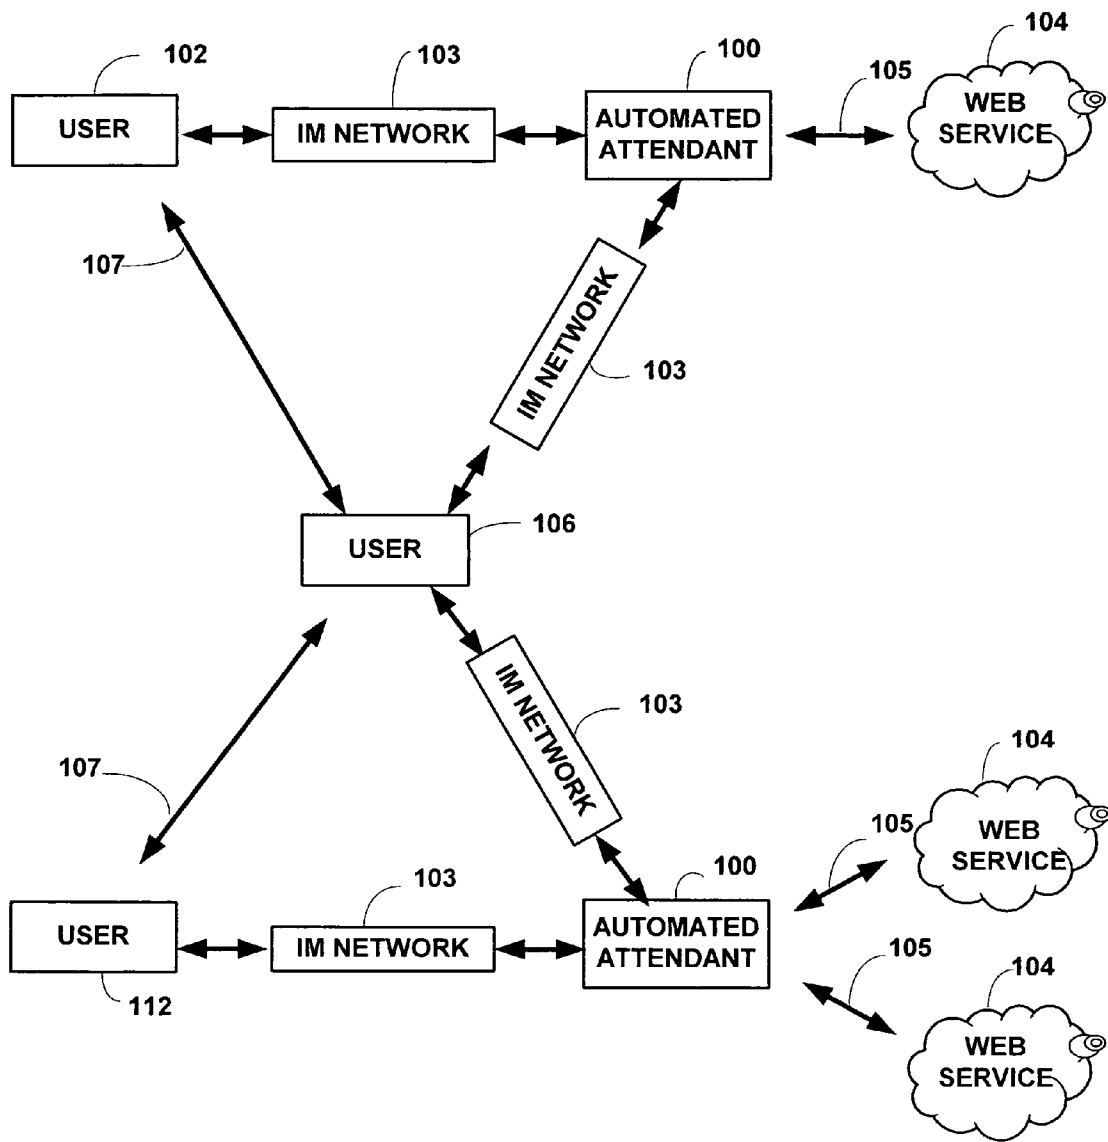 102
103
100
104
105
USER
IM NETWORK
AUTOMATED
ATTENDANT
WEB
SERVICE
107
IM NETWORK
103
106
USER
IM NETWORK
103
107
104
105
WEB
SERVICE
103
100
USER
IM NETWORK
AUTOMATED
ATTENDANT
105
104
112
WEB
SERVICE